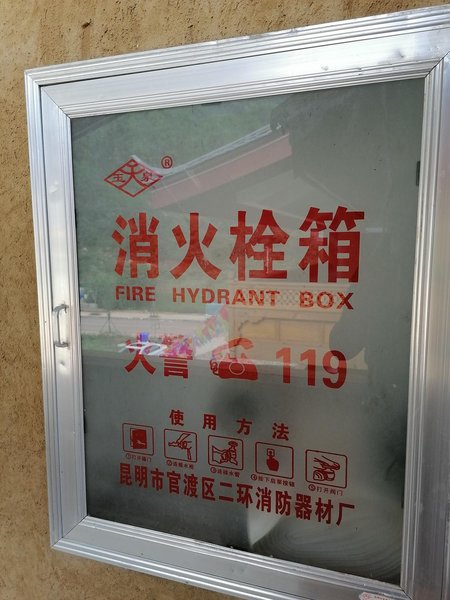 ®
消火栓箱
FIRE HYDRANT BOX
火警 119
使用方法
昆明市官渡区二环消防器材厂